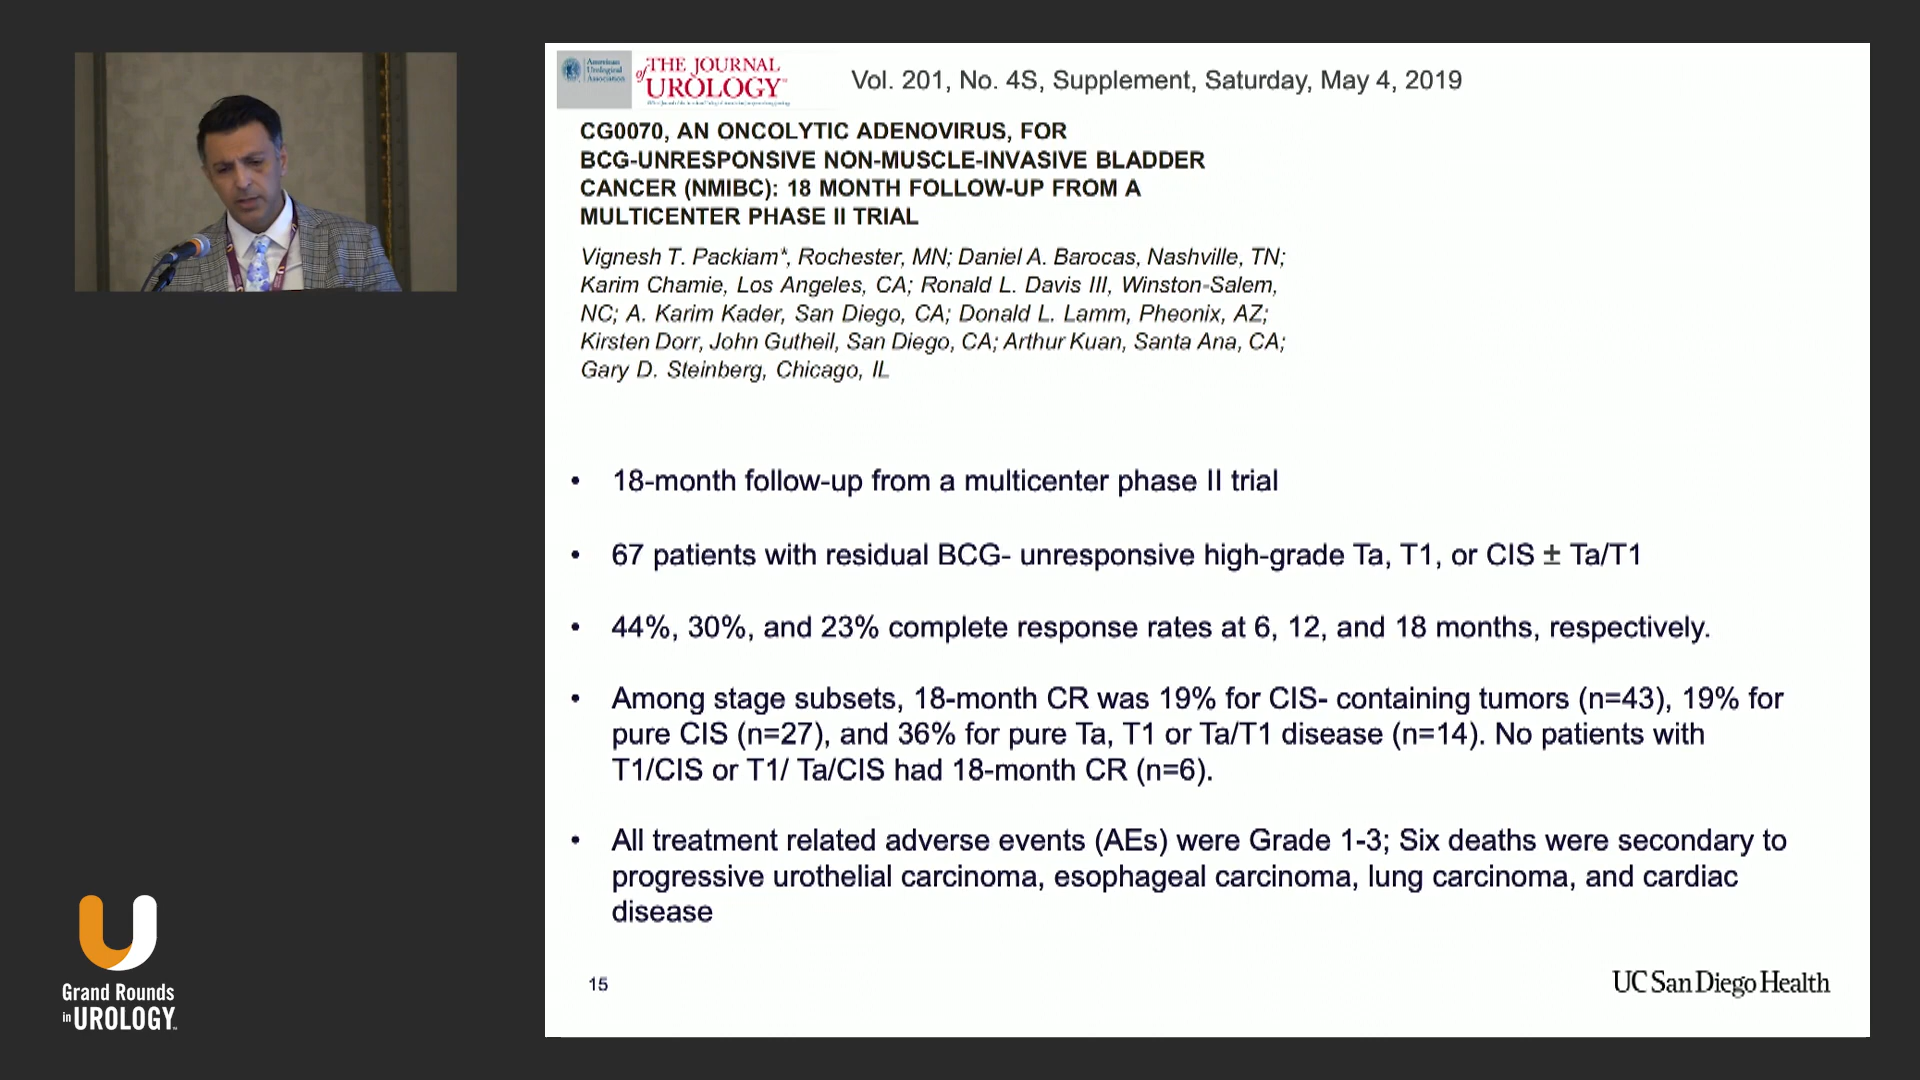 American
Urological
Association
THE JOURNAL
of UROLOGY
Vol. 201, No. 4S, Supplement, Saturday, May 4, 2019
CG0070, AN ONCOLYTIC ADENOVIRUS, FOR
BCG-UNRESPONSIVE NON-MUSCLE-INVASIVE BLADDER
CANCER (NMIBC): 18 MONTH FOLLOW-UP FROM A
MULTICENTER PHASE II TRIAL
Vignesh T. Packiam*, Rochester, MN; Daniel A. Barocas, Nashville, TN;
Karim Chamie, Los Angeles, CA; Ronald L. Davis III, Winston-Salem,
NC; A. Karim Kader, San Diego, CA; Donald L. Lamm, Pheonix, AZ;
Kirsten Dorr, John Gutheil, San Diego, CA; Arthur Kuan, Santa Ana, CA;
Gary D. Steinberg, Chicago, IL
• 18-month follow-up from a multicenter phase II trial
• 67 patients with residual BCG- unresponsive high-grade Ta, T1, or CIS ± Ta/T1
• 44%, 30%, and 23% complete response rates at 6, 12, and 18 months, respectively.
• Among stage subsets, 18-month CR was 19% for CIS- containing tumors (n=43), 19% for
pure CIS (n=27), and 36% for pure Ta, T1 or Ta/T1 disease (n=14). No patients with
T1/CIS or T1/ Ta/CIS had 18-month CR (n=6).
• All treatment related adverse events (AEs) were Grade 1-3; Six deaths were secondary to
progressive urothelial carcinoma, esophageal carcinoma, lung carcinoma, and cardiac
disease
15
UC San Diego Health
Grand Rounds
in UROLOGY